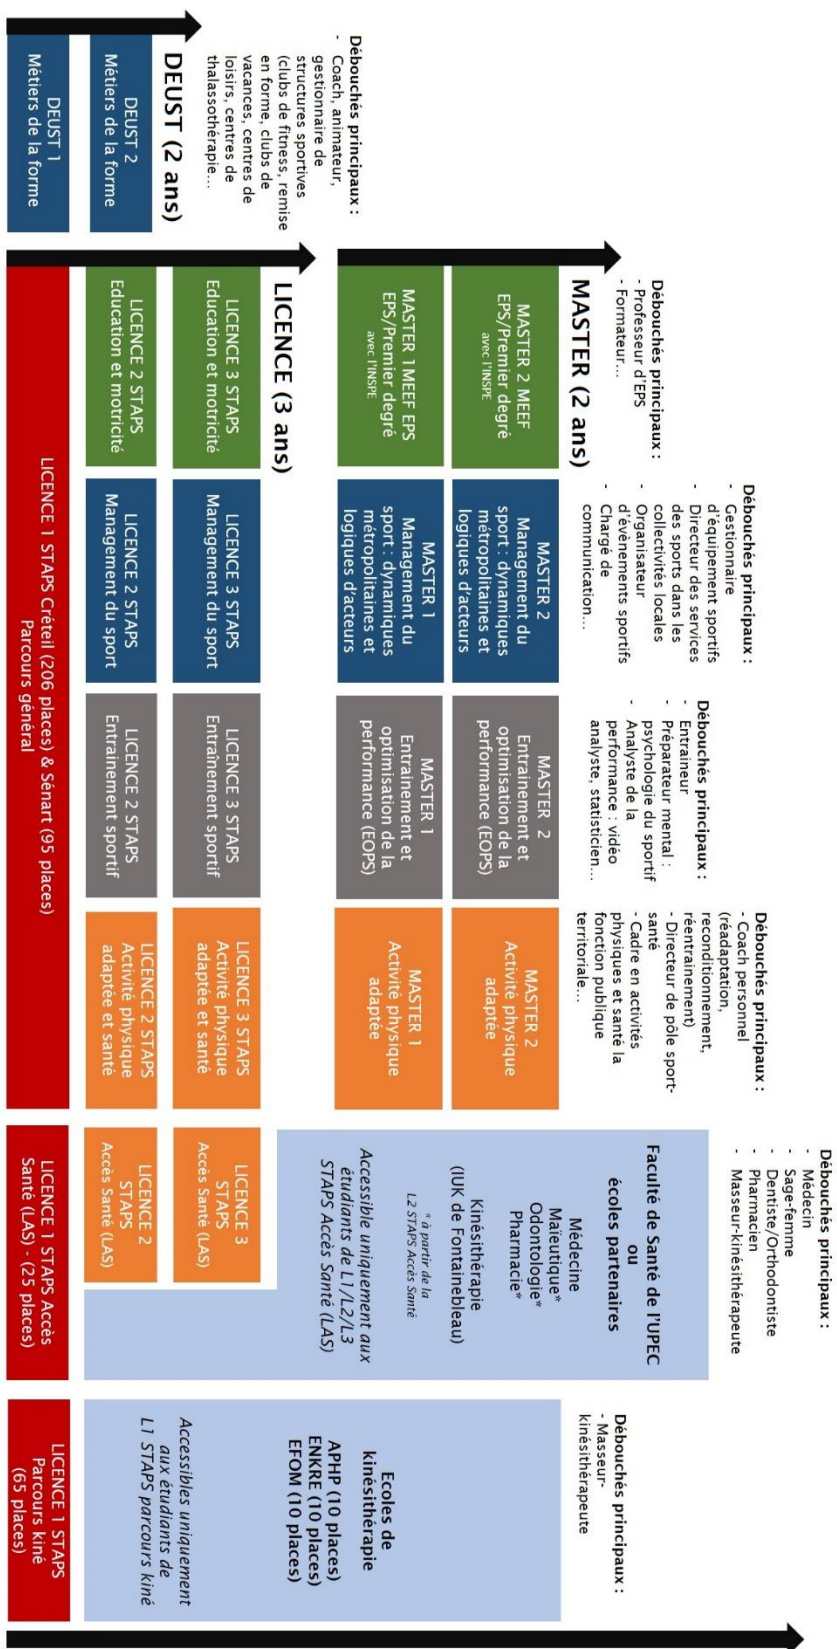 Débouchés principaux :
- Coach, animateur,
gestionnaire de
structures sportives
(clubs de fitness, remise
en forme, clubs de
vacances, centres de
loisirs, centres de
thalassothérapie...
DEUST (2 ans)
DEUST 2
Métiers de la forme
DEUST 1
Métiers de la forme
Débouchés principaux :
- Professeur d'EPS
- Formateur...
MASTER (2 ans)
MASTER 2 MEEF
EPS/Premier degré
avec l'INSPE
MASTER 1MEEF EPS
EPS/Premier degré
avec l'INSPE
LICENCE (3 ans)
LICENCE 3 STAPS
Education et motricité
LICENCE 2 STAPS
Education et motricité
Débouchés principaux :
- Gestionnaire
d'équipement sportifs
- Directeur des services
des sports dans les
collectivités locales
- Organisateur
d'évènements sportifs
- Chargé de
communication...
MASTER 2
Management du
sport : dynamiques
métropolitaines et
logiques d'acteurs
MASTER 1
Management du
sport : dynamiques
métropolitaines et
logiques d'acteurs
LICENCE 3 STAPS
Management du sport
LICENCE 2 STAPS
Management du sport
Débouchés principaux :
- Entraineur
- Préparateur mental :
psychologie du sportif
- Analyste de la
performance : vidéo
analyste, statisticien...
MASTER 2
Entrainement et
optimisation de la
performance (EOPS)
MASTER 1
Entrainement et
optimisation de la
performance (EOPS)
LICENCE 3 STAPS
Entraînement sportif
LICENCE 2 STAPS
Entrainement sportif
Débouchés principaux :
- Coach personnel
(réadaptation,
reconditionnement,
réentrainement)
- Directeur de pôle sport-
santé
- Cadre en activités
physiques et santé la
fonction publique
territoriale...
MASTER 2
Activité physique
adaptée
MASTER 1
Activité physique
adaptée
LICENCE 3 STAPS
Activité physique
adaptée et santé
LICENCE 2 STAPS
Activité physique
adaptée et santé
LICENCE 1 STAPS Créteil (206 places) & Sénart (95 places)
Parcours général
Débouchés principaux :
- Médecin
- Sage-femme
- Dentiste/Orthodontiste
- Pharmacien
- Masseur-kinésithérapeute
Faculté de Santé de l'UPEC
ou
écoles partenaires
Médecine
Maïeutique*
Odontologie*
Pharmacie*
Kinésithérapie
(IUK de Fontainebleau)
* à partir de la
L2 STAPS Accès Santé
Accessible uniquement aux
étudiants de L1/L2/L3
STAPS Accès Santé (LAS)
LICENCE 3
STAPS
Accès Santé (LAS)
LICENCE 2
STAPS
Accès Santé (LAS)
LICENCE 1 STAPS Accès
Santé (LAS) - (25 places)
Débouchés principaux :
- Masseur-
kinésithérapeute
Ecoles de
kinésithérapie
APHP (10 places)
ENKRE (10 places)
EFOM (10 places)
Accessibles uniquement
aux étudiants de
L1 STAPS parcours kiné
LICENCE 1 STAPS
Parcours kiné
(65 places)